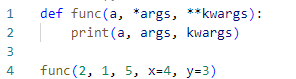 1 def func(a, *args, **kwargs):
2     print(a, args, kwargs)
3
4 func(2, 1, 5, x=4, y=3)